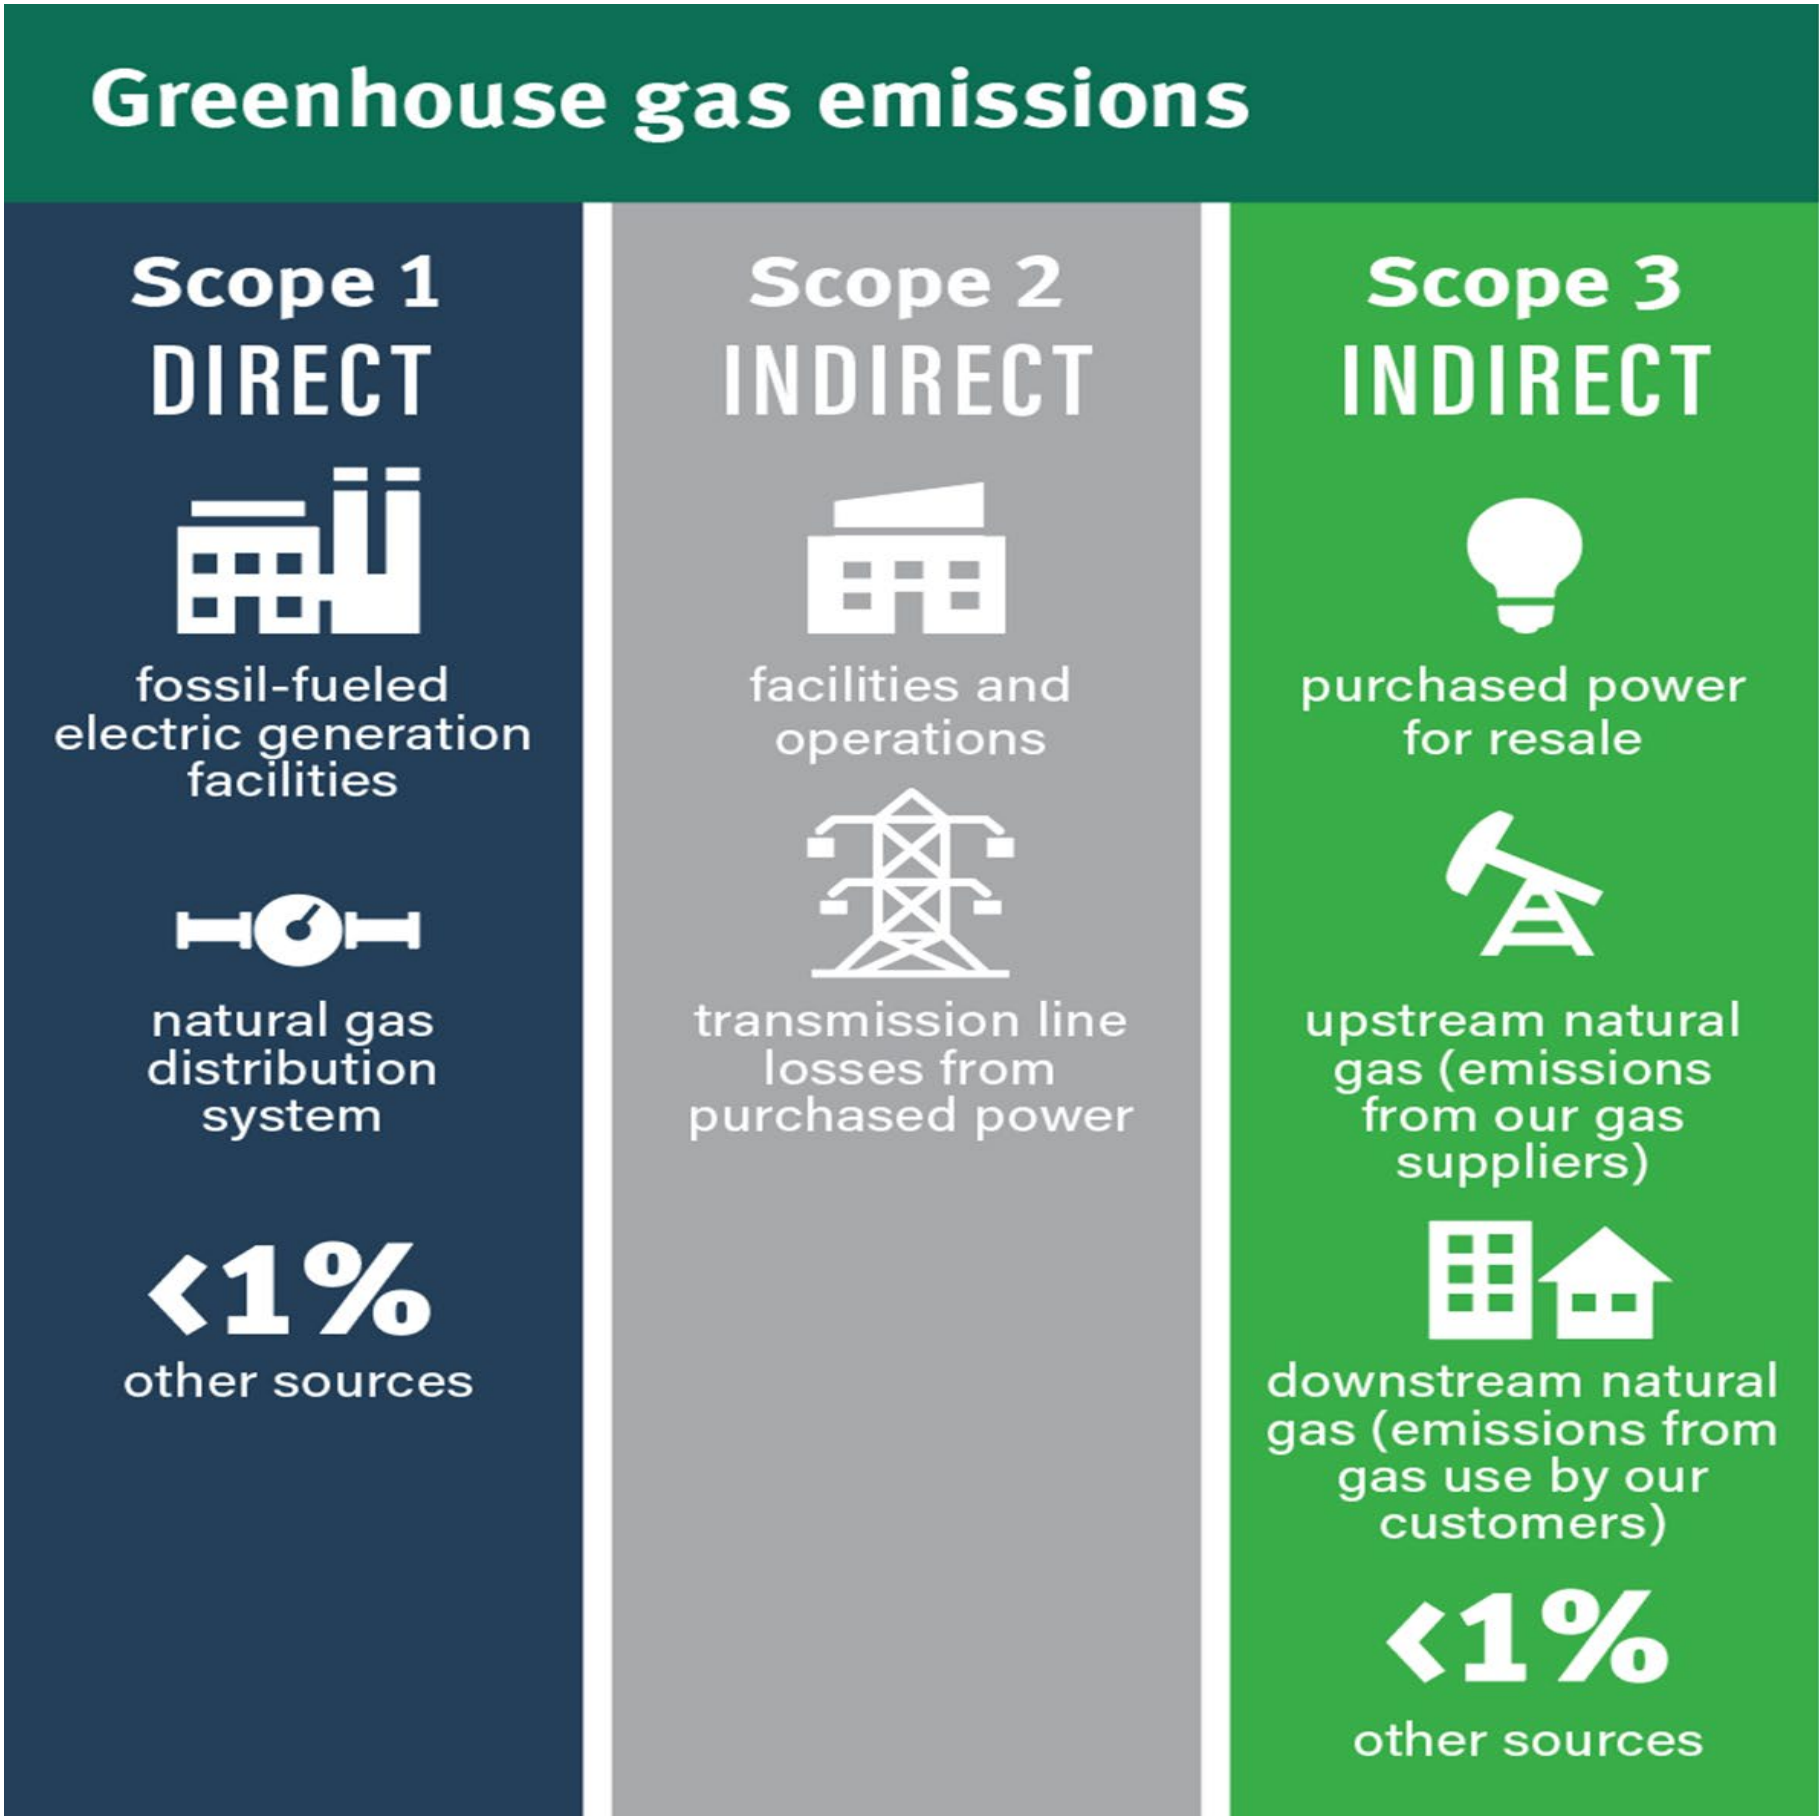 Greenhouse gas emissions
Scope 1
DIRECT
fossil-fueled
electric generation
facilities
natural gas
distribution
system
<1%
other sources
Scope 2
INDIRECT
facilities and
operations
transmission line
losses from
purchased power
Scope 3
INDIRECT
purchased power
for resale
upstream natural
gas (emissions
from our gas
suppliers)
downstream natural
gas (emissions from
gas use by our
customers)
<1%
other sources